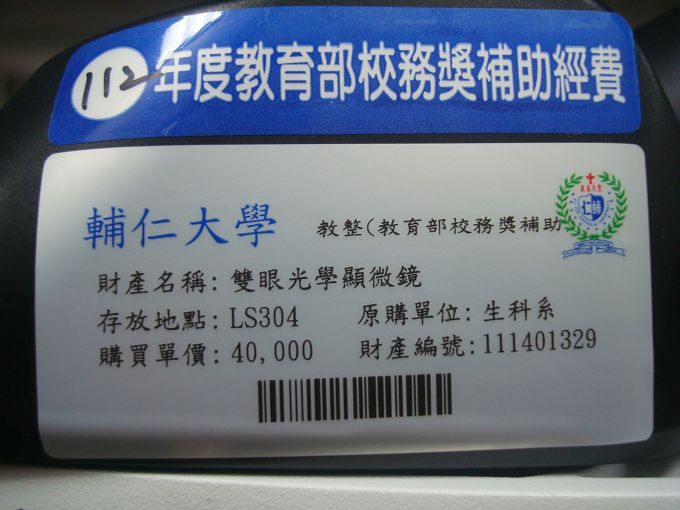 112年度教育部校務獎補助經費
輔仁大學 教整(教育部校務獎補助
財產名稱: 雙眼光學顯微鏡
存放地點: LS304 原購單位: 生科系
購買單價: 40,000 財產編號: 111401329